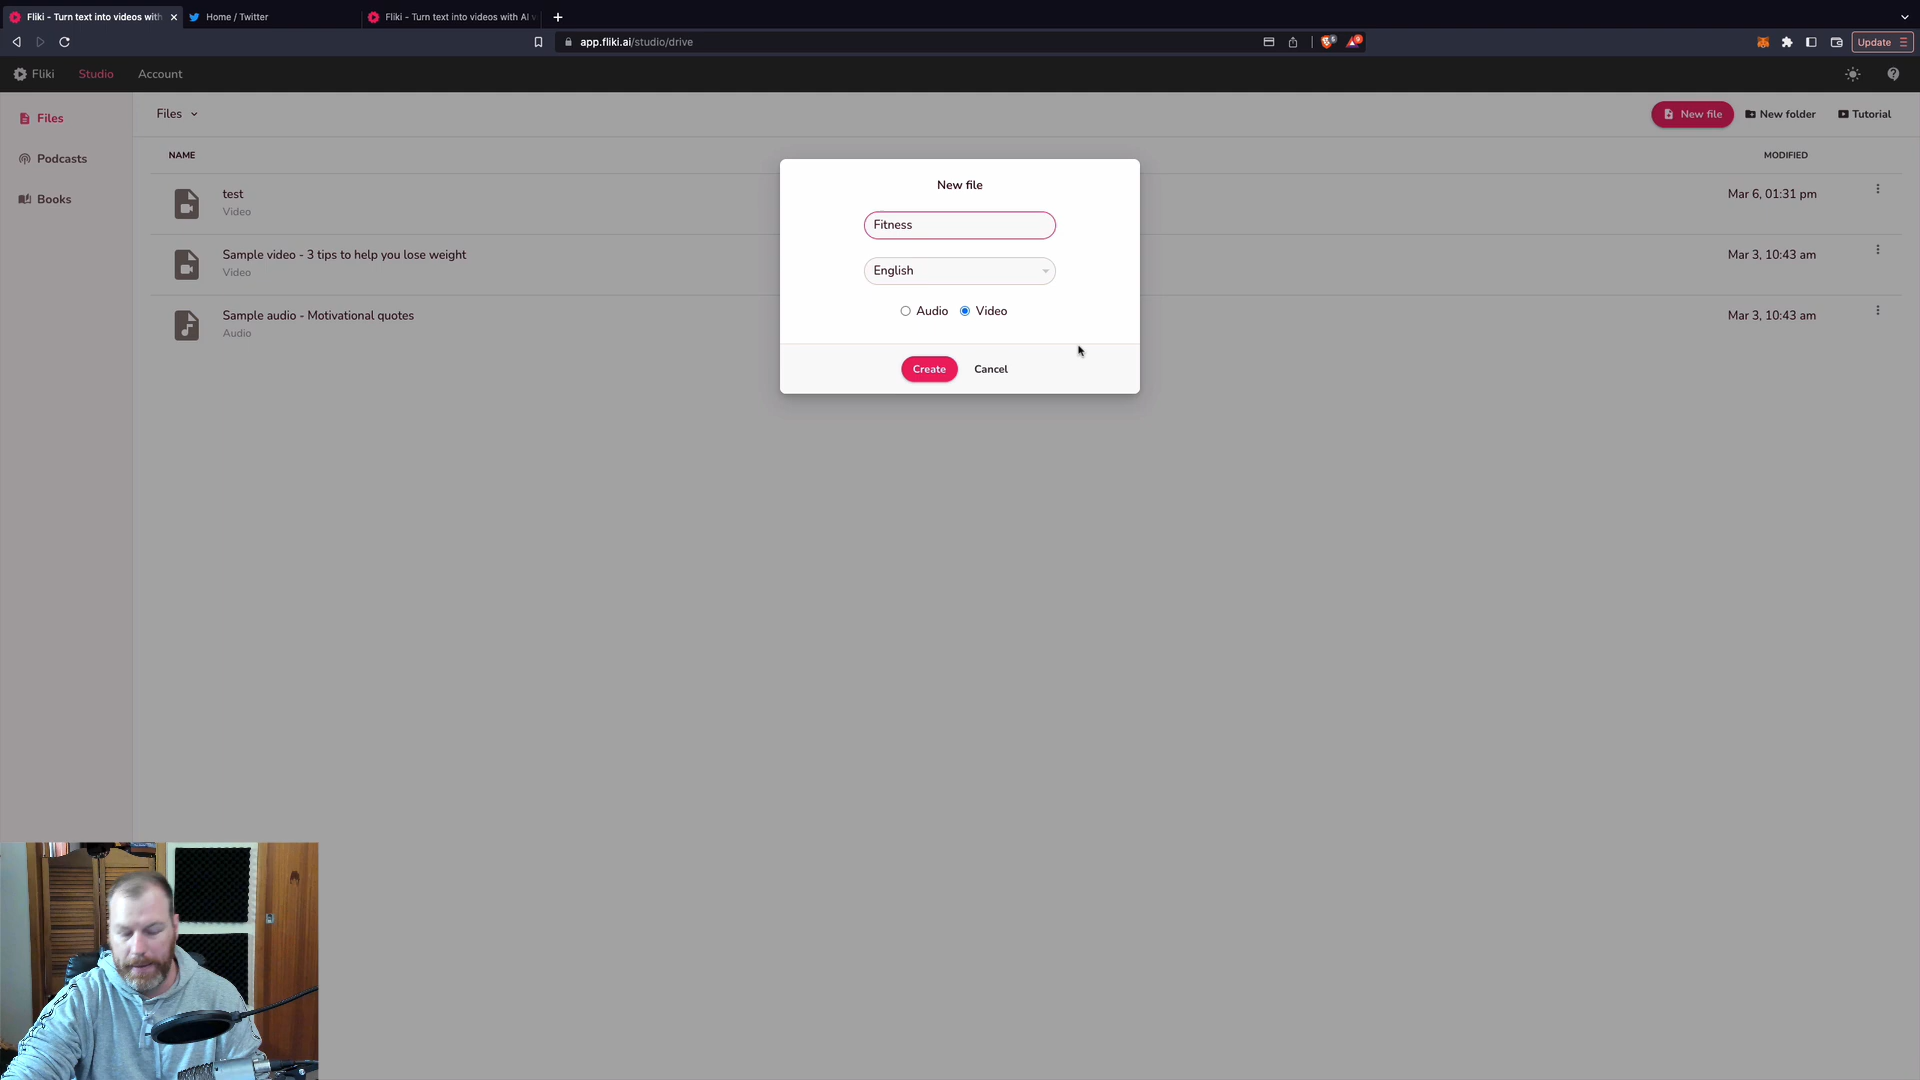 Fliki - Turn text into videos with
Home / Twitter
Fliki - Turn text into videos with AI v
app.fliki.ai/studio/drive
Update
Fliki
Studio
Account
Files
Podcasts
Books
Files
New file
New folder
Tutorial
NAME
MODIFIED
test
Video
Mar 6, 01:31 pm
Sample video - 3 tips to help you lose weight
Video
Mar 3, 10:43 am
Sample audio - Motivational quotes
Audio
Mar 3, 10:43 am
New file
Fitness
English
Audio
Video
Create
Cancel